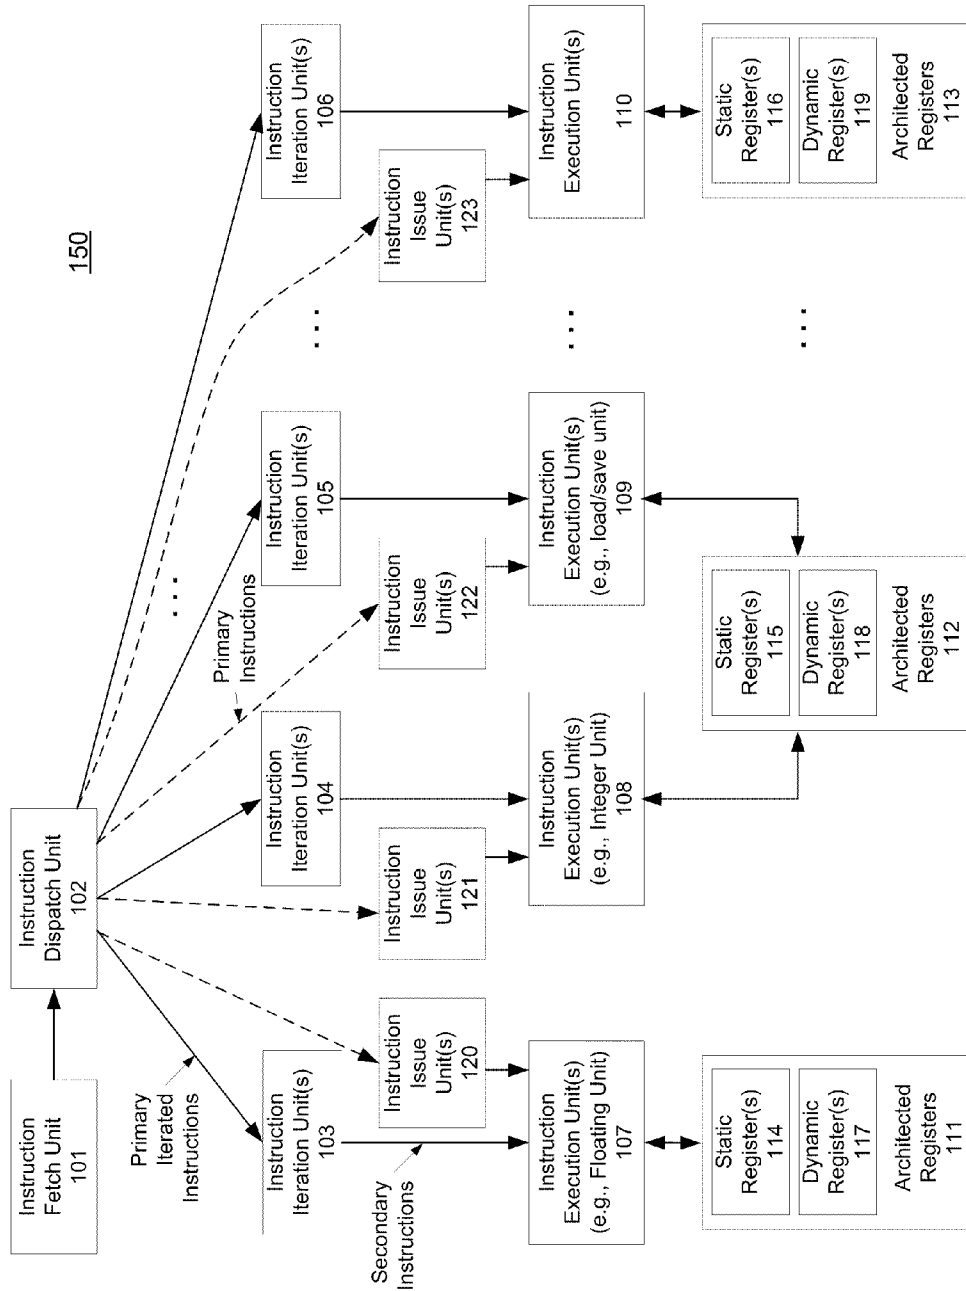 150
Instruction
Fetch Unit
101
Instruction
Dispatch Unit
102
Primary
Iterated
Instructions
Primary
Instructions
. . .
Instruction
Iteration Unit(s)
103
Instruction
Iteration Unit(s)
104
Instruction
Iteration Unit(s)
105
. . .
Instruction
Iteration Unit(s)
106
Secondary
Instructions
Instruction
Issue
Unit(s)
120
Instruction
Issue
Unit(s)
121
Instruction
Issue
Unit(s)
122
Instruction
Issue
Unit(s)
123
Instruction
Execution Unit(s)
(e.g., Floating Unit)
107
Instruction
Execution Unit(s)
(e.g., Integer Unit)
108
Instruction
Execution Unit(s)
(e.g., load/save unit)
109
. . .
Instruction
Execution Unit(s)
110
Static
Register(s)
114
Dynamic
Register(s)
117
Architected
Registers
111
Static
Register(s)
115
Dynamic
Register(s)
118
Architected
Registers
112
. . .
Static
Register(s)
116
Dynamic
Register(s)
119
Architected
Registers
113